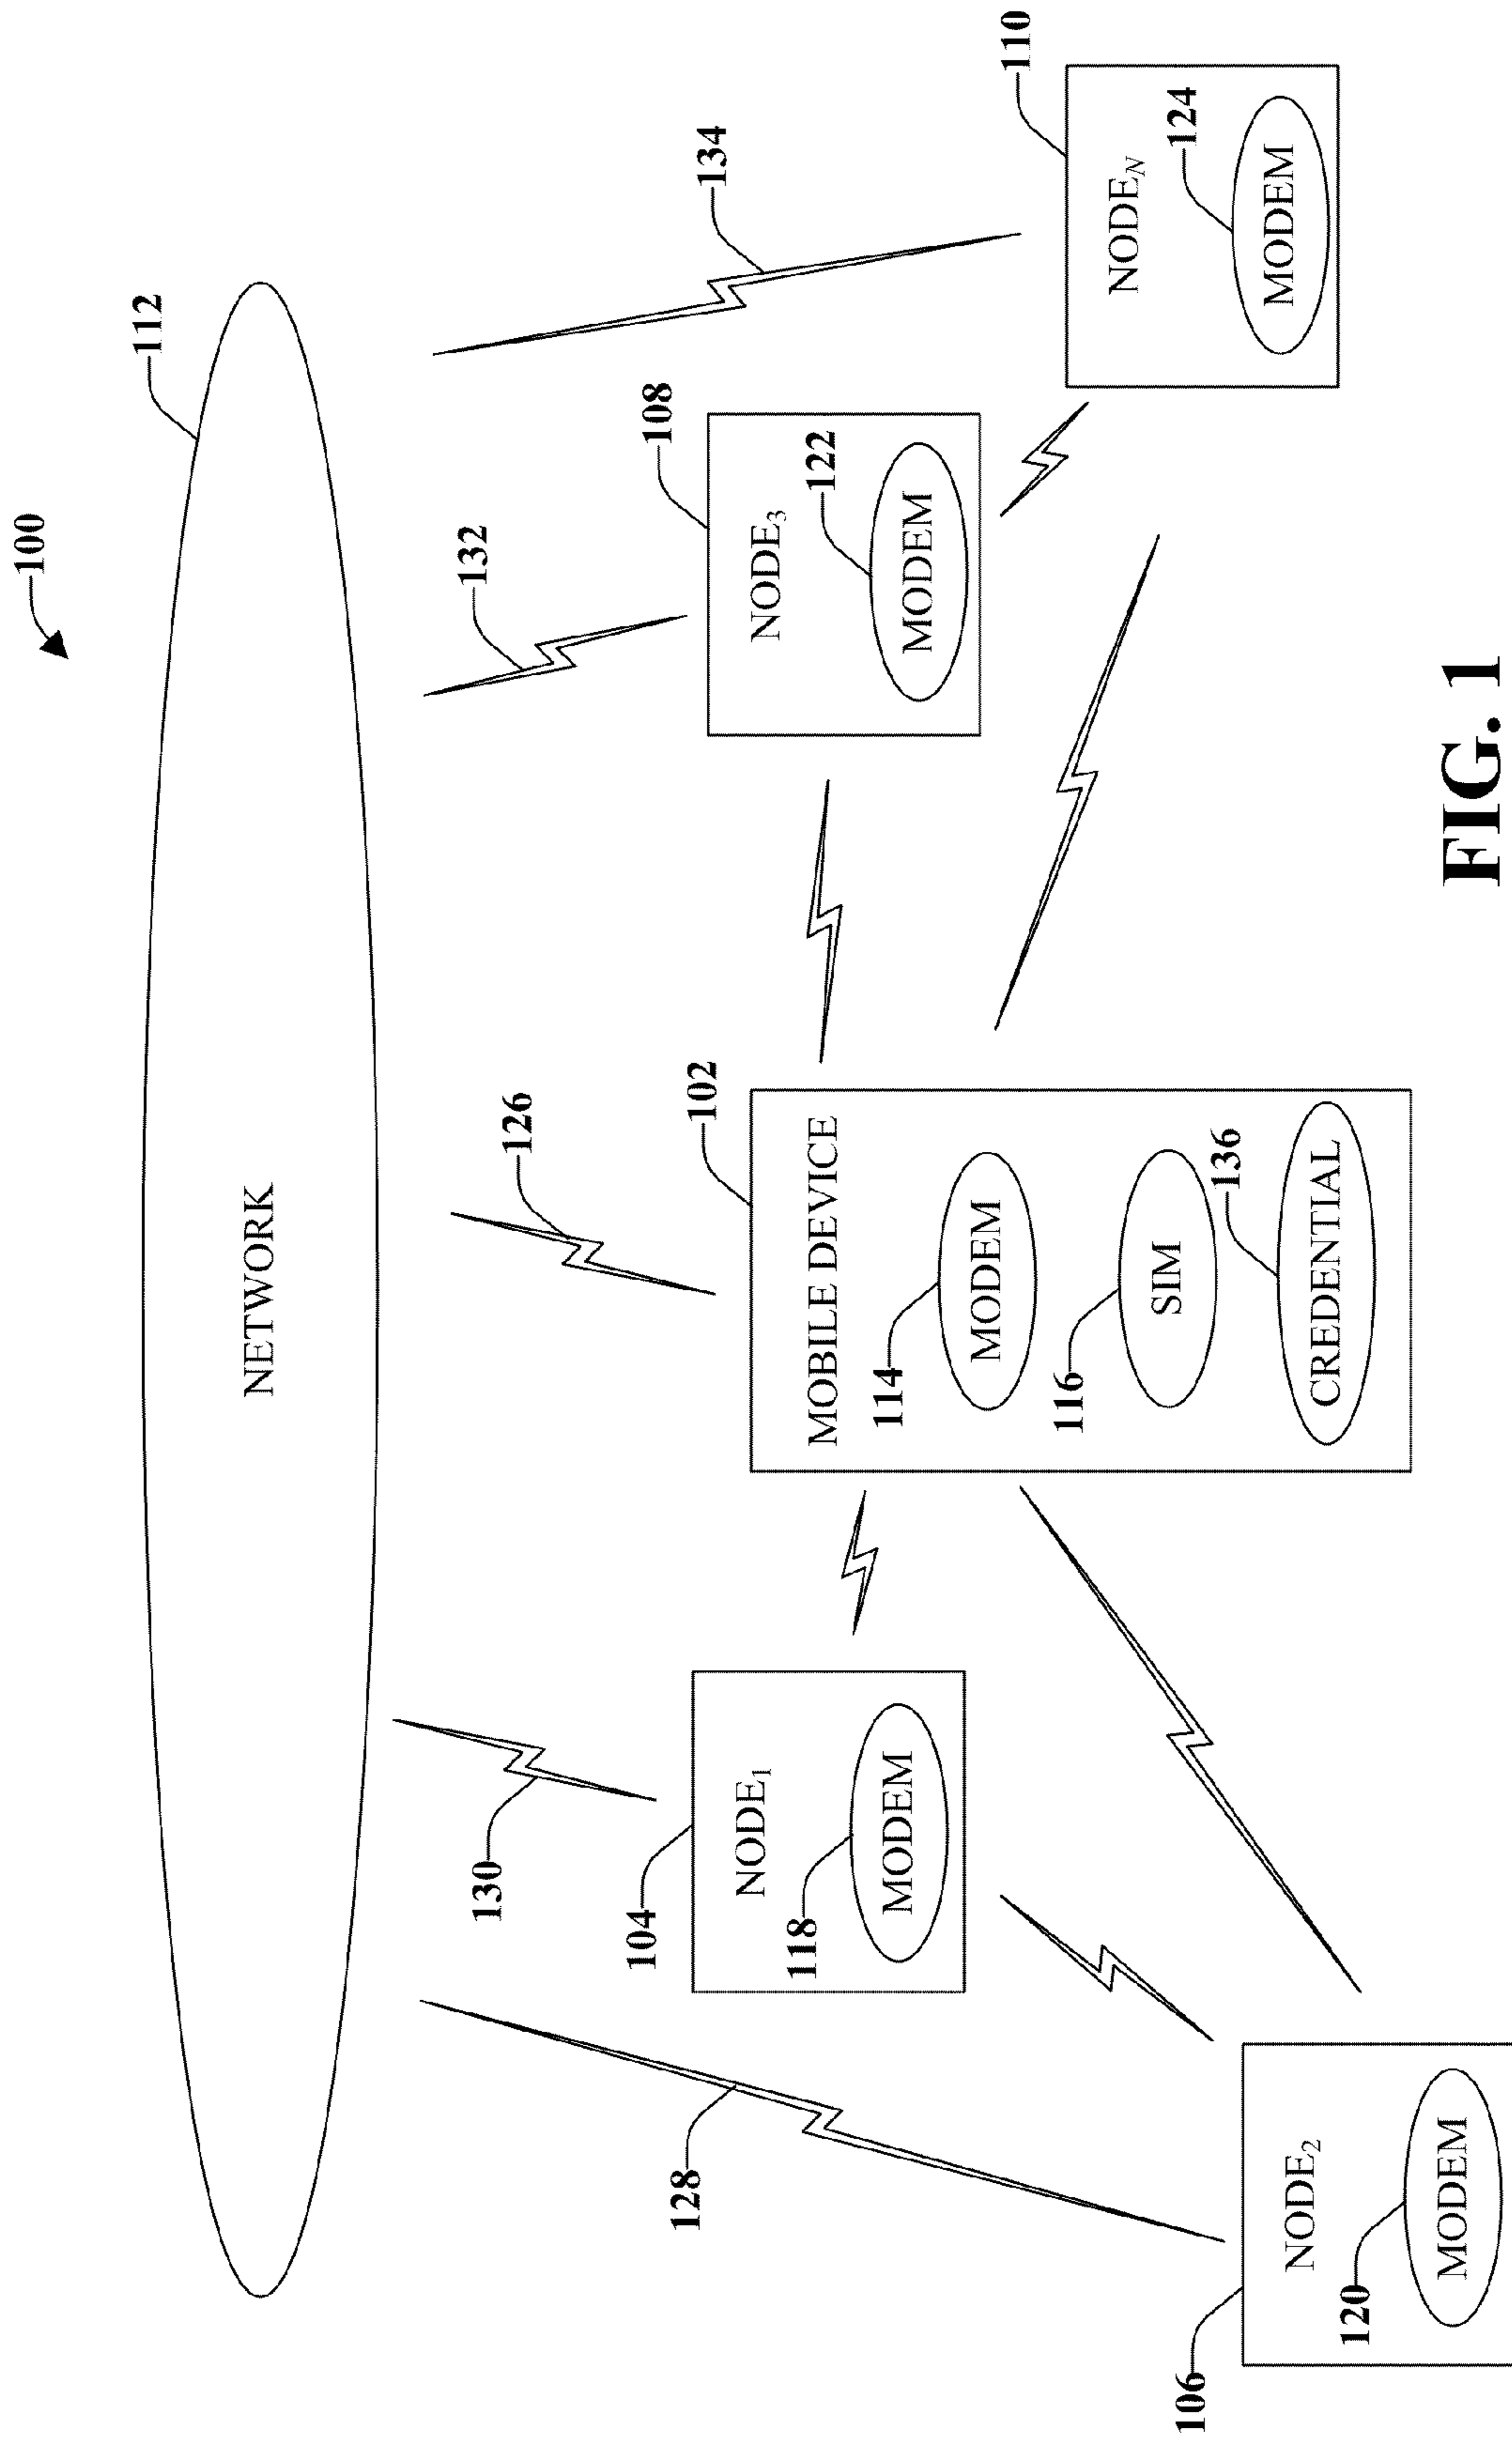 100
112
NETWORK
128
130
126
132
134
104
NODE₁
118
MODEM
102
MOBILE DEVICE
114
MODEM
116
SIM
136
CREDENTIAL
108
NODE₃
122
MODEM
110
NODEN
124
MODEM
106
NODE₂
120
MODEM
FIG. 1